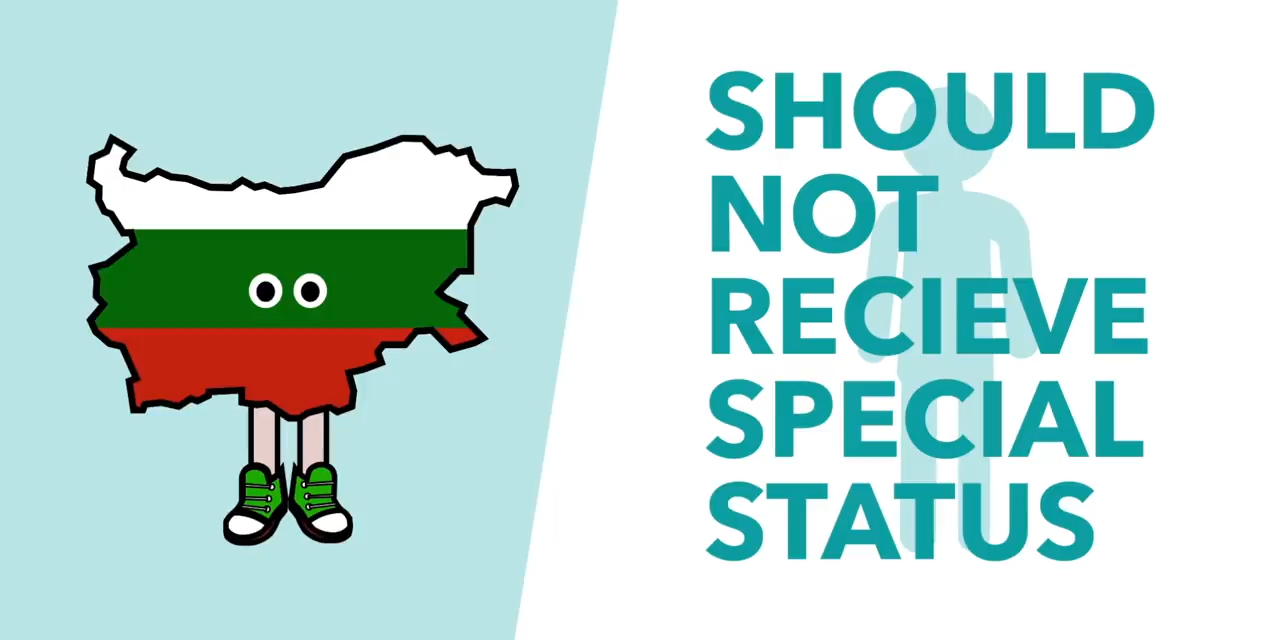 SHOULD
NOT
RECIEVE
SPECIAL
STATUS